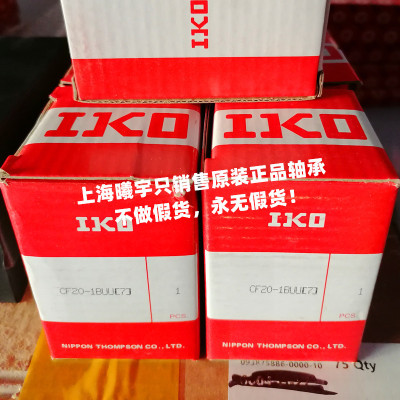 IKO
IKO
IKO
上海曦宇只销售原装正品轴承
不做假货，永无假货！
IKO
IKO
CF20-1BUU
1
PCS.
CF20-1BUU
1
PCS.
NIPPON THOMPSON CO., LTD.
NIPPON THOMPSON CO., LTD.
75 Qty